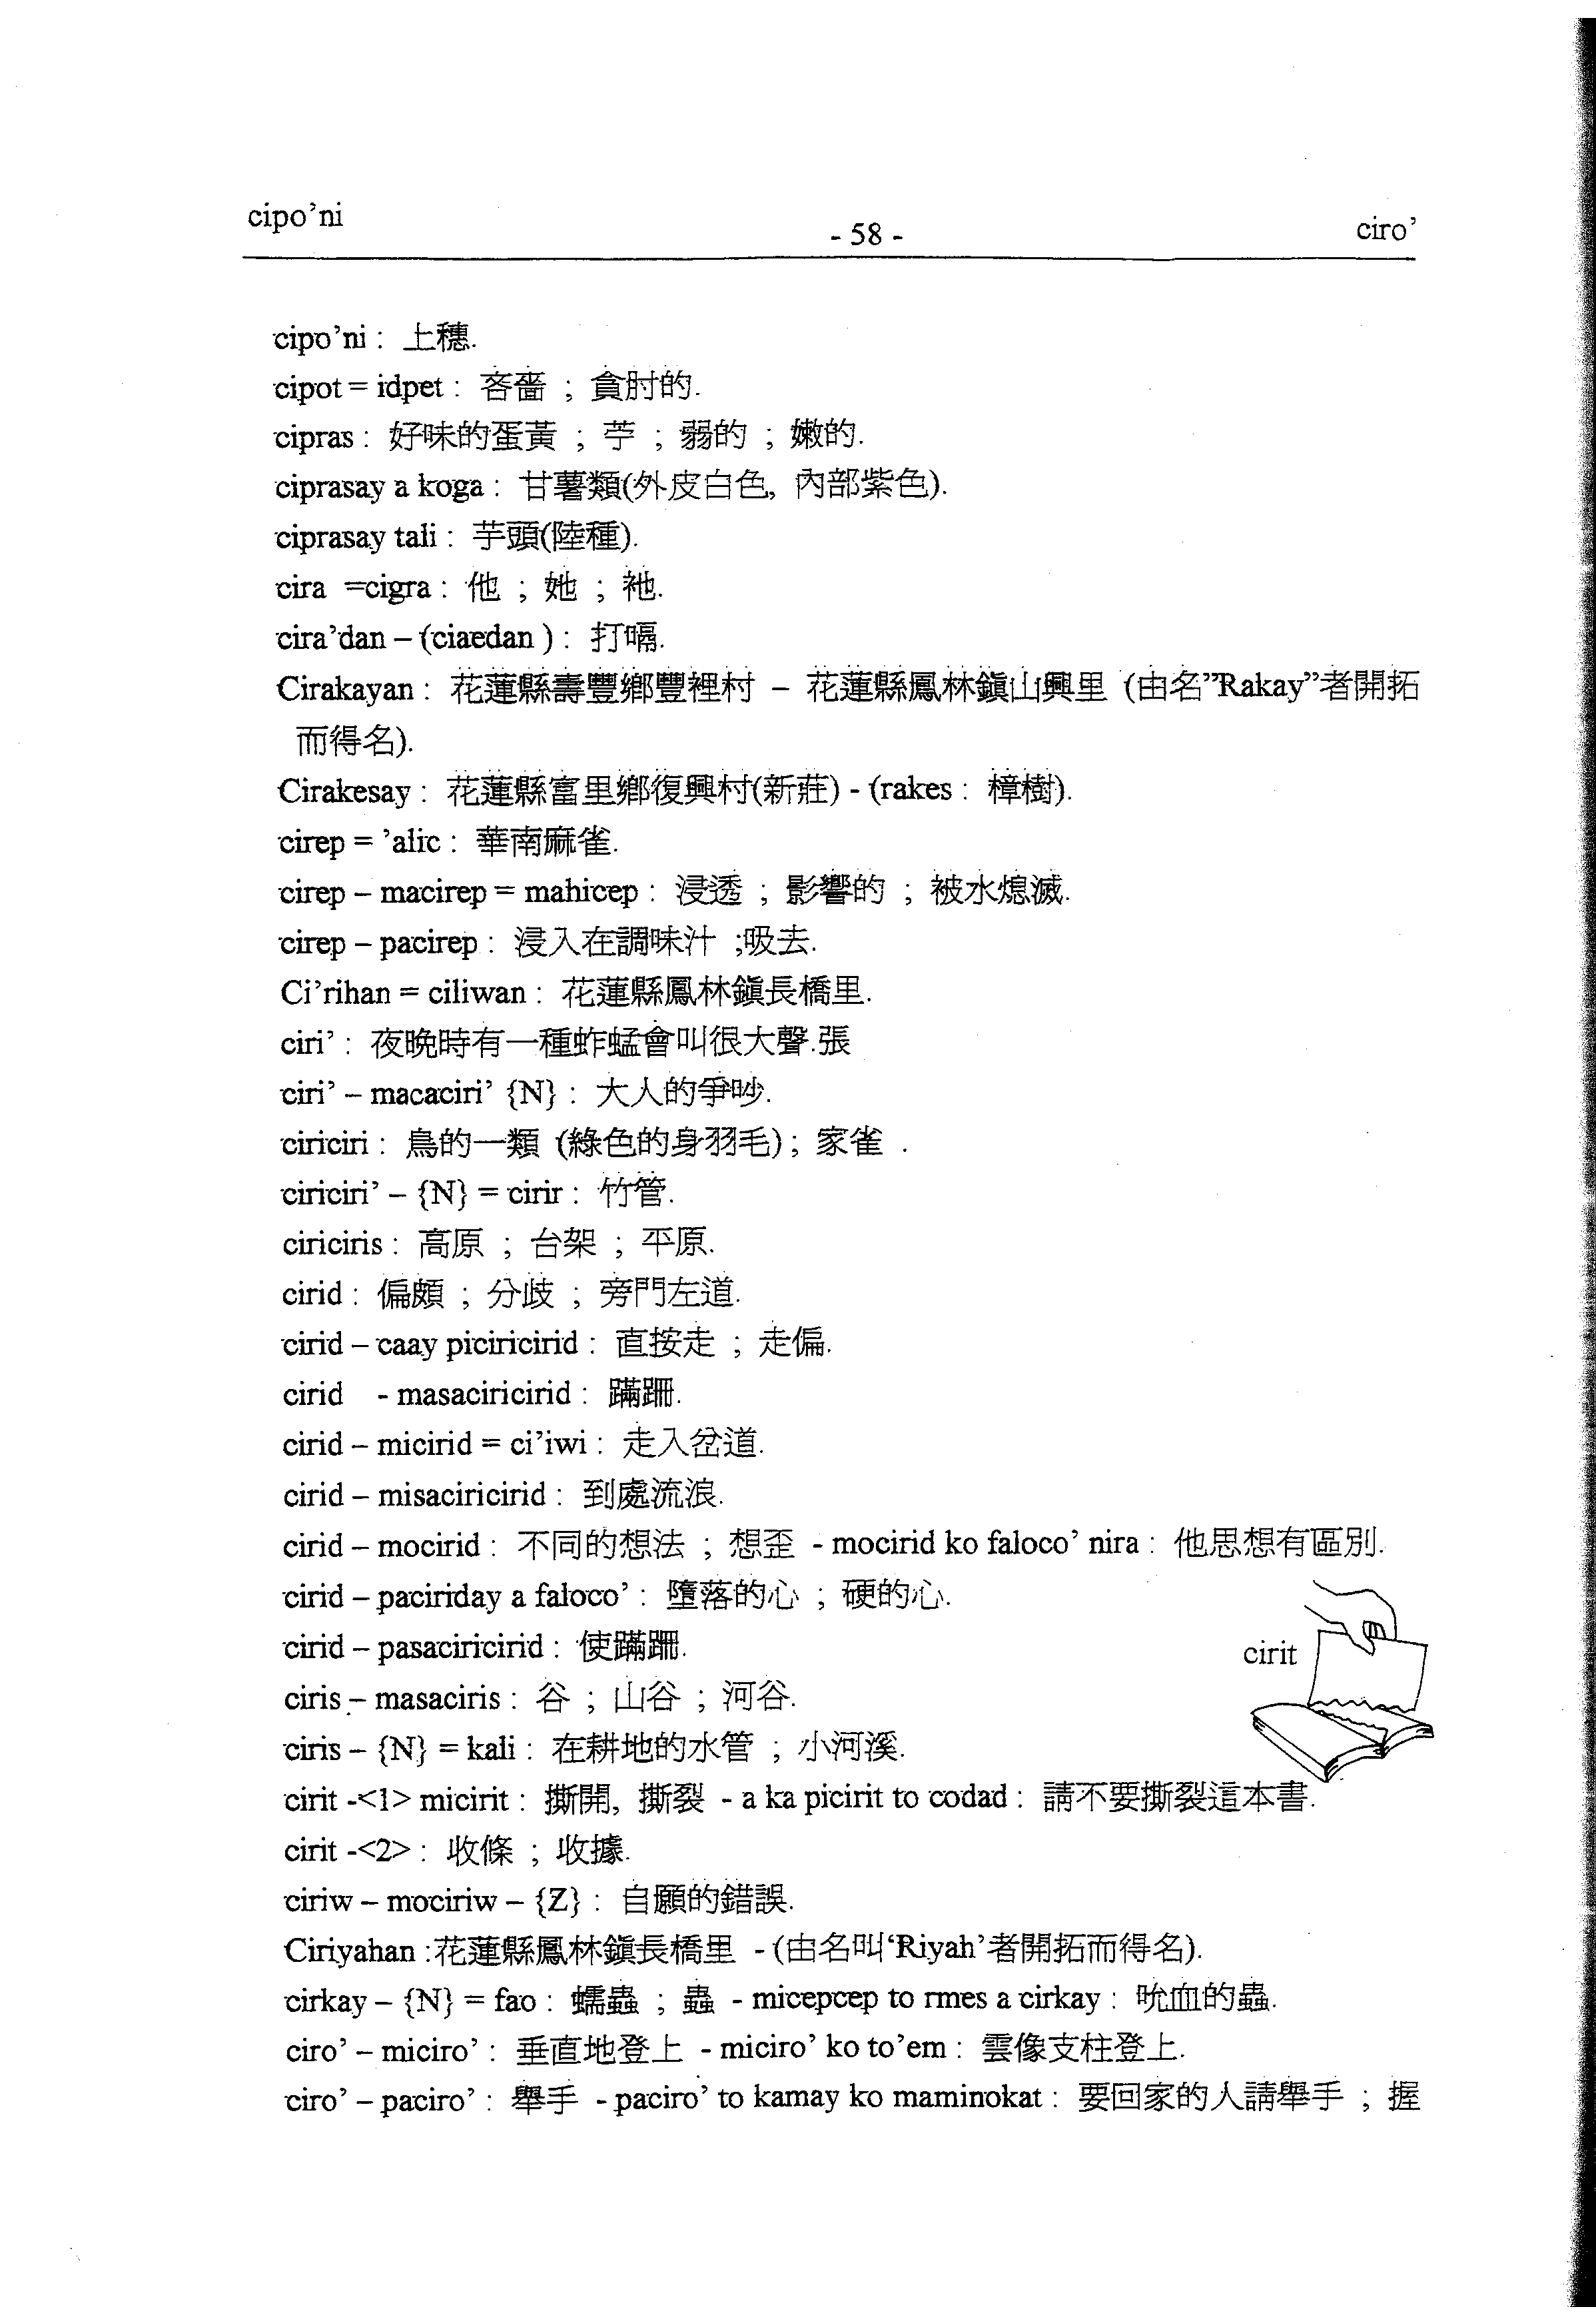 cipo’ni
- 58 -
ciro’
cipo’ni : 上穗.
cipot = idpet : 吝嗇 ; 貪肘的.
cipras : 好味的蛋黃 ; 苧 ; 弱的 ; 嫩的.
ciprasay a koga : 甘薯類(外皮白色, 內部紫色).
ciprasay tali : 芋頭(陸種).
cira =cigra : 他 ; 她 ; 祂.
cira’dan – (ciaedan ) : 打嗝.
Cirakayan : 花蓮縣壽豐鄉豐裡村 – 花蓮縣鳳林鎮山興里 (由名”Rakay”者開拓
而得名).
Cirakesay : 花蓮縣富里鄉復興村(新莊) - (rakes : 樟樹).
cirep = ’alic : 華南麻雀.
cirep – macirep = mahicep : 浸透 ; 影響的 ; 被水熄滅.
cirep – pacirep : 浸入在調味汁 ;吸去.
Ci’rihan = ciliwan : 花蓮縣鳳林鎮長橋里.
ciri’ : 夜晚時有一種蚱蜢會叫很大聲.張
ciri’ – macaciri’ {N} : 大人的爭吵.
ciriciri : 鳥的一類 (綠色的身羽毛) ; 家雀 .
ciriciri’ – {N} = cirir : 竹管.
ciriciris : 高原 ; 台架 ; 平原.
cirid : 偏頗 ; 分歧 ; 旁門左道.
cirid – caay piciricirid : 直按走 ; 走偏.
cirid - masaciricirid : 蹣跚.
cirid – micirid = ci’iwi : 走入岔道.
cirid – misaciricirid : 到處流浪.
cirid – mocirid : 不同的想法 ; 想歪 - mocirid ko faloco’ nira : 他思想有區別.
cirid – paciriday a faloco’ : 墮落的心 ; 硬的心.
cirid – pasaciricirid : 使蹣跚.
cirit
ciris – masaciris : 谷 ; 山谷 ; 河谷.
ciris – {N} = kali : 在耕地的水管 ; 小河溪.
cirit -<1> micirit : 撕開, 撕裂 - a ka picirit to codad : 請不要撕裂這本書.
cirit -<2> : 收條 ; 收據.
ciriw – mociriw – {Z} : 自願的錯誤.
Ciriyahan :花蓮縣鳳林鎮長橋里 - (由名叫‘Riyah’者開拓而得名).
cirkay – {N} = fao : 蠕蟲 ; 蟲 - micepcep to rmes a cirkay : 吮血的蟲.
ciro’ – miciro’ : 垂直地登上 - miciro’ ko to’em : 雲像支柱登上.
ciro’ – paciro’ : 舉手 - paciro’ to kamay ko maminokat : 要回家的人請舉手 ; 握